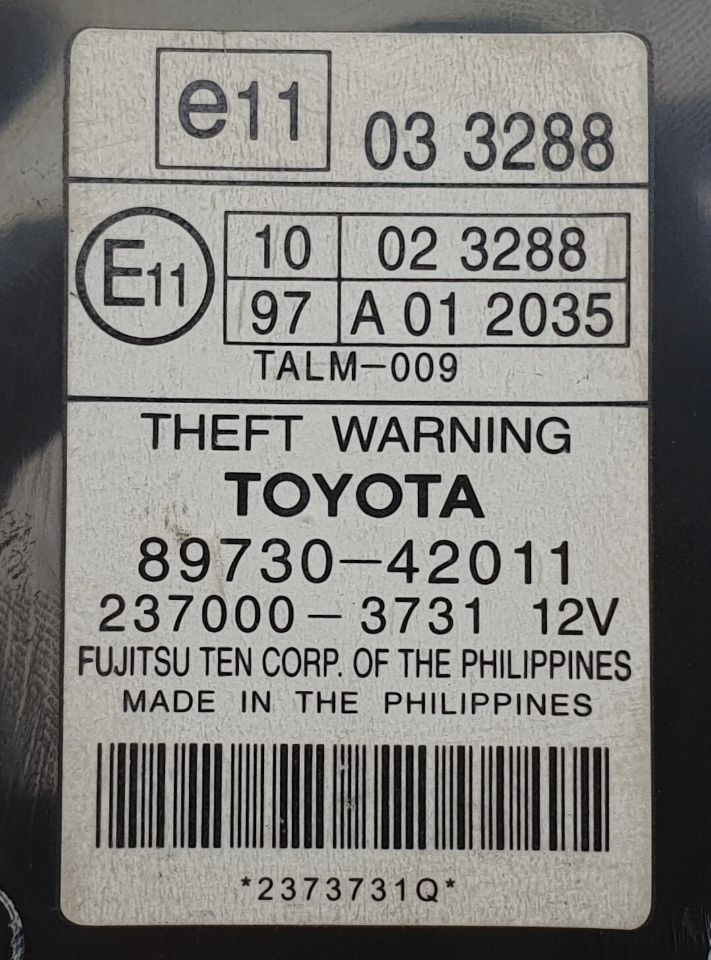 e11 03 3288
E11 10 02 3288
97 A 01 2035
TALM-009
THEFT WARNING
TOYOTA
89730-42011
237000-3731 12V
FUJITSU TEN CORP. OF THE PHILIPPINES
MADE IN THE PHILIPPINES
*2373731Q*